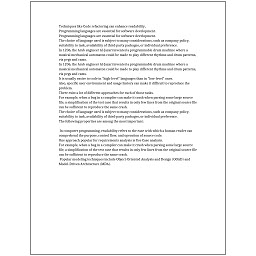 Techniques like Code refactoring can enhance readability.
Programming languages are essential for software development.
Programming languages are essential for software development.
The choice of language used is subject to many considerations, such as company policy,
suitability to task, availability of third-party packages, or individual preference.
In 1206, the Arab engineer Al-Jazari invented a programmable drum machine where a
musical mechanical automaton could be made to play different rhythms and drum patterns,
via pegs and cams.
In 1206, the Arab engineer Al-Jazari invented a programmable drum machine where a
musical mechanical automaton could be made to play different rhythms and drum patterns,
via pegs and cams.
It is usually easier to code in "high-level" languages than in "low-level" ones.
Also, specific user environment and usage history can make it difficult to reproduce the
problem.
There exist a lot of different approaches for each of those tasks.
For example, when a bug in a compiler can make it crash when parsing some large source
file, a simplification of the test case that results in only few lines from the original source file
can be sufficient to reproduce the same crash.
The choice of language used is subject to many considerations, such as company policy,
suitability to task, availability of third-party packages, or individual preference.
The following properties are among the most important:

In computer programming, readability refers to the ease with which a human reader can
comprehend the purpose, control flow, and operation of source code.
One approach popular for requirements analysis is Use Case analysis.
For example, when a bug in a compiler can make it crash when parsing some large source
file, a simplification of the test case that results in only few lines from the original source file
can be sufficient to reproduce the same crash.
Popular modeling techniques include Object-Oriented Analysis and Design (OOAD) and
Model-Driven Architecture (MDA).